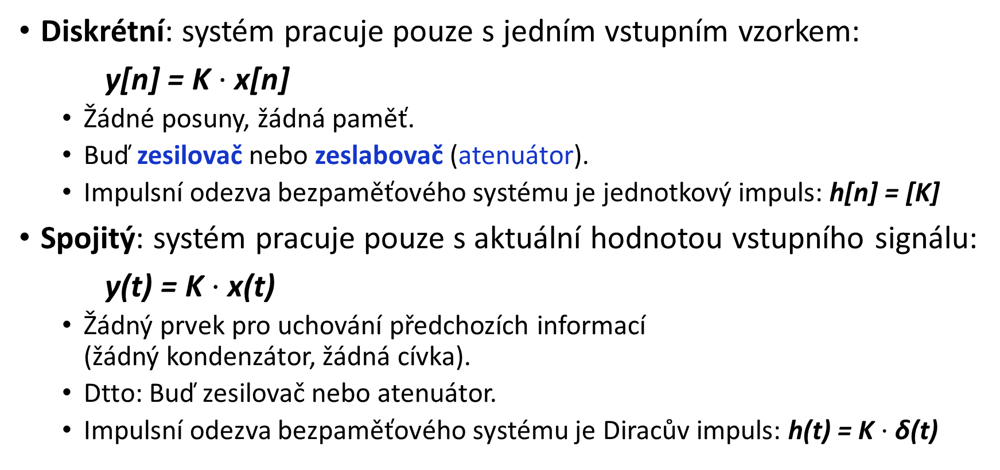 • Diskrétní: systém pracuje pouze s jedním vstupním vzorkem:
y[n] = K · x[n]
• Žádné posuny, žádná paměť.
• Buď zesilovač nebo zeslabovač (atenuátor).
• Impulsní odezva bezpaměťového systému je jednotkový impuls: h[n] = [K]
• Spojitý: systém pracuje pouze s aktuální hodnotou vstupního signálu:
y(t) = K · x(t)
• Žádný prvek pro uchování předchozích informací
(žádný kondenzátor, žádná cívka).
• Dtto: Buď zesilovač nebo atenuátor.
• Impulsní odezva bezpaměťového systému je Diracův impuls: h(t) = K · δ(t)